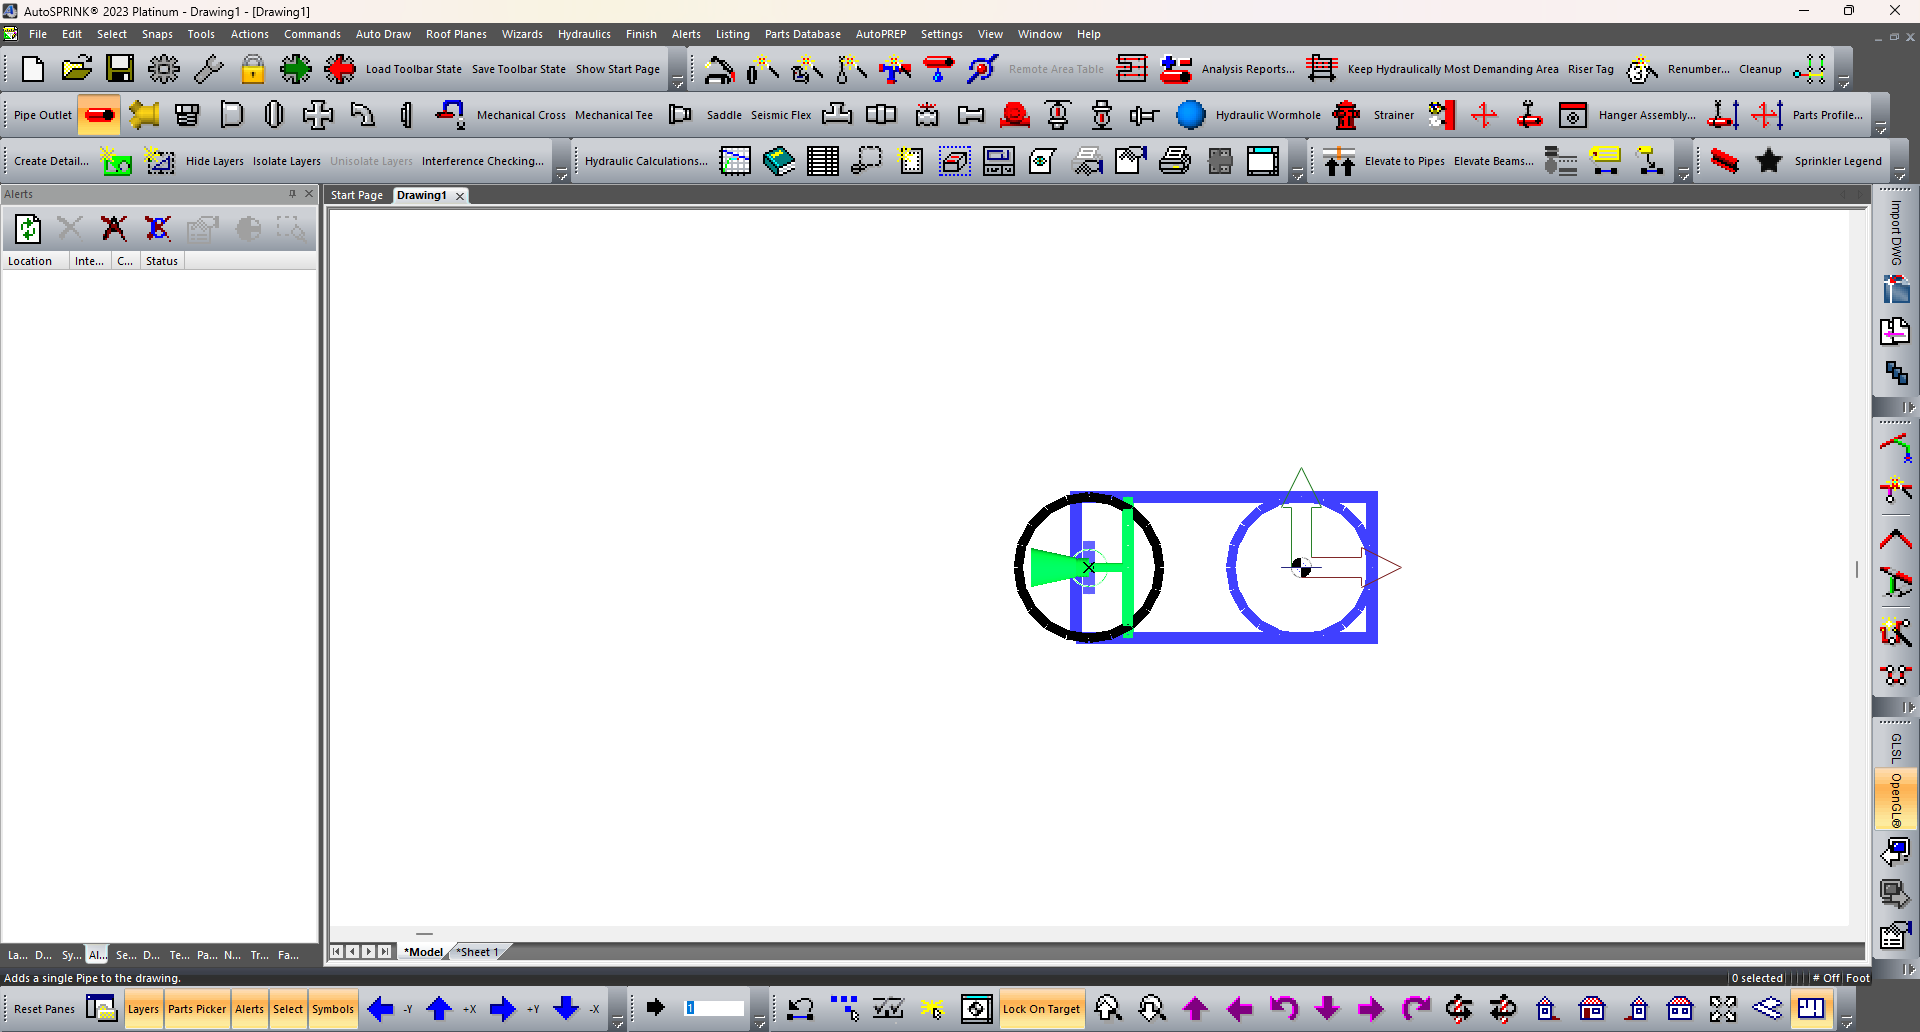 AutoSPRINK® 2023 Platinum - Drawing1 - [Drawing1]
File Edit Select Snaps Tools Actions Commands Auto Draw Roof Planes Wizards Hydraulics Finish Alerts Listing Parts Database AutoPREP Settings View Window Help
Load Toolbar State Save Toolbar State Show Start Page Remote Area Table Analysis Reports... Keep Hydraulically Most Demanding Area Riser Tag Renumber... Cleanup
Pipe Outlet Mechanical Cross Mechanical Tee Saddle Seismic Flex Hydraulic Wormhole Strainer Hanger Assembly... Parts Profile...
Create Detail... Hide Layers Isolate Layers Unisolate Layers Interference Checking... Hydraulic Calculations... Elevate to Pipes Elevate Beams... Sprinkler Legend
Alerts
Start Page Drawing1
Location Inte... C... Status
Import DWG
GLSL
OpenGL®
La... D... Sy... Al... Se... D... Te... Pa... N... Tr... Fa...
*Model *Sheet 1
Adds a single Pipe to the drawing.
0 selected # Off Foot
Reset Panes Layers Parts Picker Alerts Select Symbols -Y +X +Y -X 1 Lock On Target